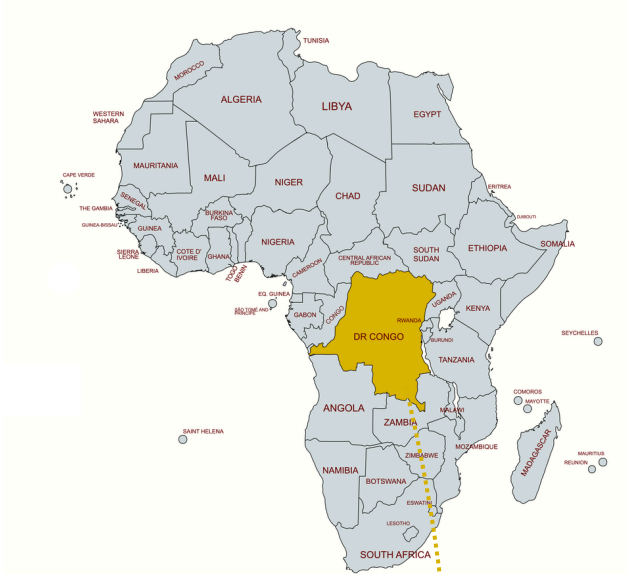 TUNISIA
MOROCCO
ALGERIA
LIBYA
EGYPT
WESTERN
SAHARA
MAURITANIA
MALI
NIGER
CHAD
SUDAN
ERITREA
CAPE VERDE
SENEGAL
THE GAMBIA
GUINEA-BISSAU
GUINEA
BURKINA
FASO
DJIBOUTI
SIERRA
LEONE
LIBERIA
COTE D'
IVOIRE
GHANA
TOGO
BENIN
NIGERIA
CAMEROON
CENTRAL AFRICAN
REPUBLIC
SOUTH
SUDAN
ETHIOPIA
SOMALIA
EQ. GUINEA
SAO TOME AND
PRINCIPE
GABON
CONGO
DR CONGO
RWANDA
BURUNDI
UGANDA
KENYA
TANZANIA
SEYCHELLES
COMOROS
MAYOTTE
ANGOLA
ZAMBIA
MALAWI
SAINT HELENA
MOZAMBIQUE
ZIMBABWE
MADAGASCAR
MAURITIUS
REUNION
NAMIBIA
BOTSWANA
ESWATINI
LESOTHO
SOUTH AFRICA